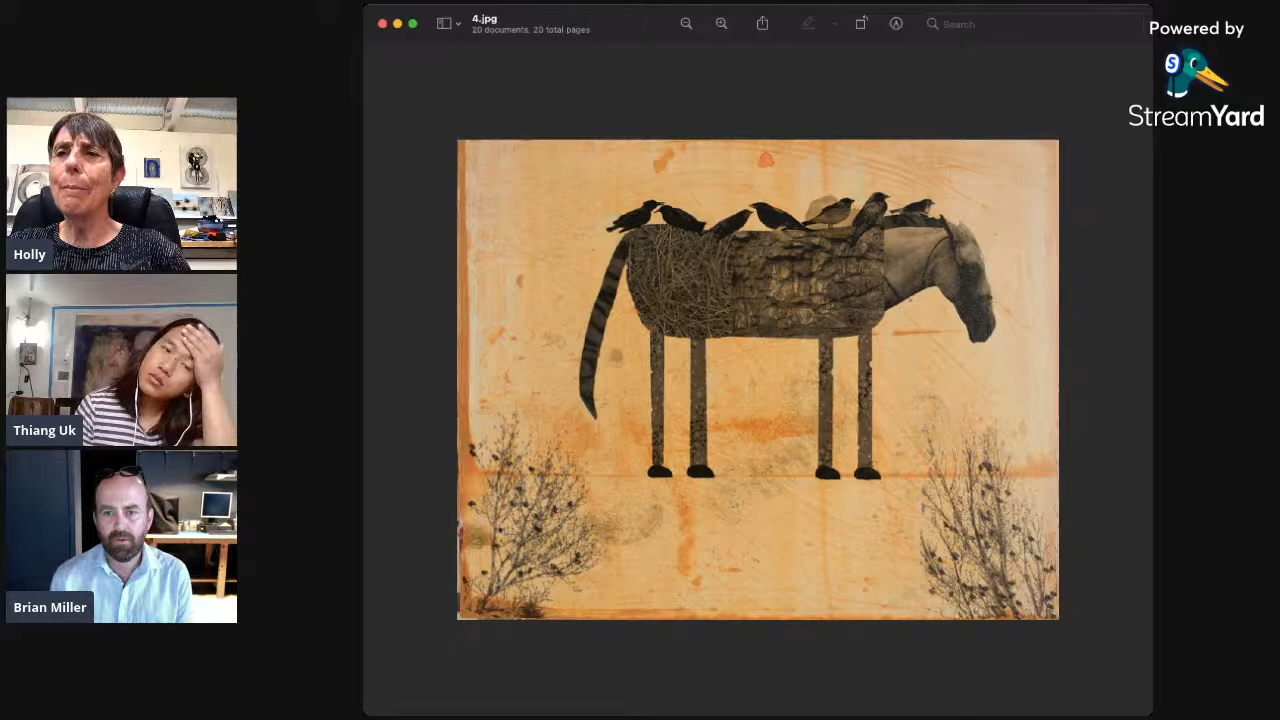 4.jpg
20 documents, 20 total pages
Search
Powered by
S
StreamYard
Holly
Thiang Uk
Brian Miller